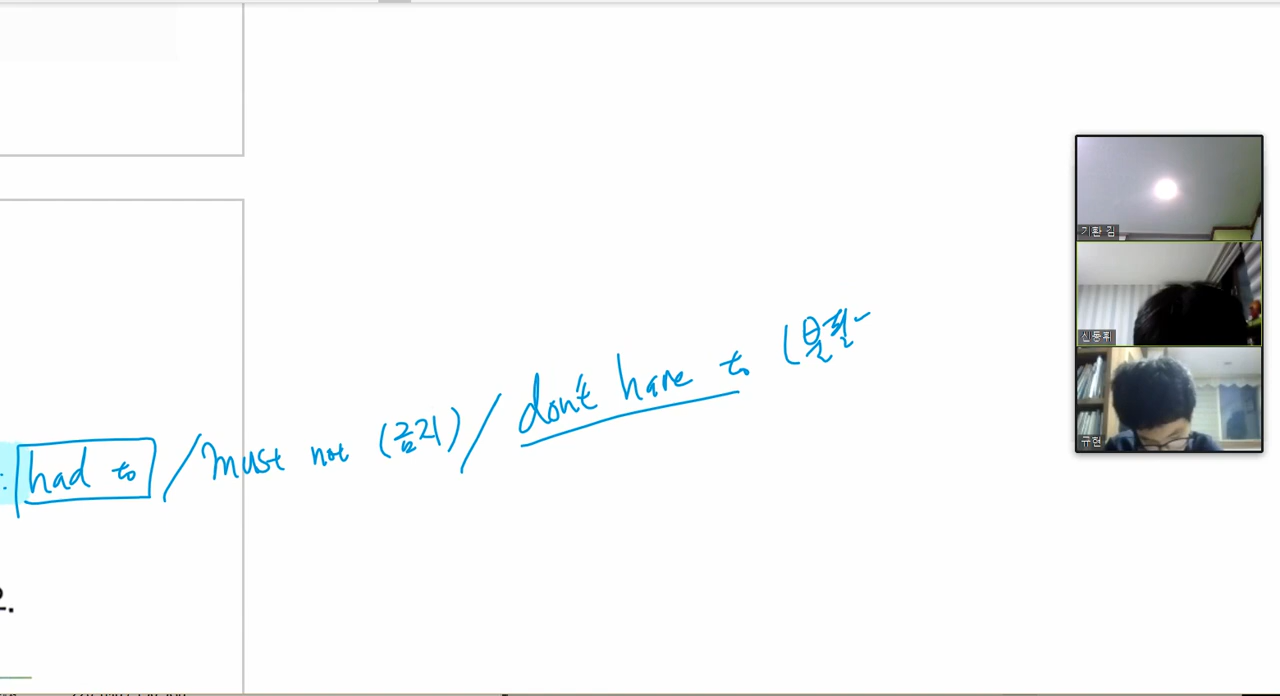 기환 김
신동휘
규현
: had to / must not (금지) / don't have to (불필
요.